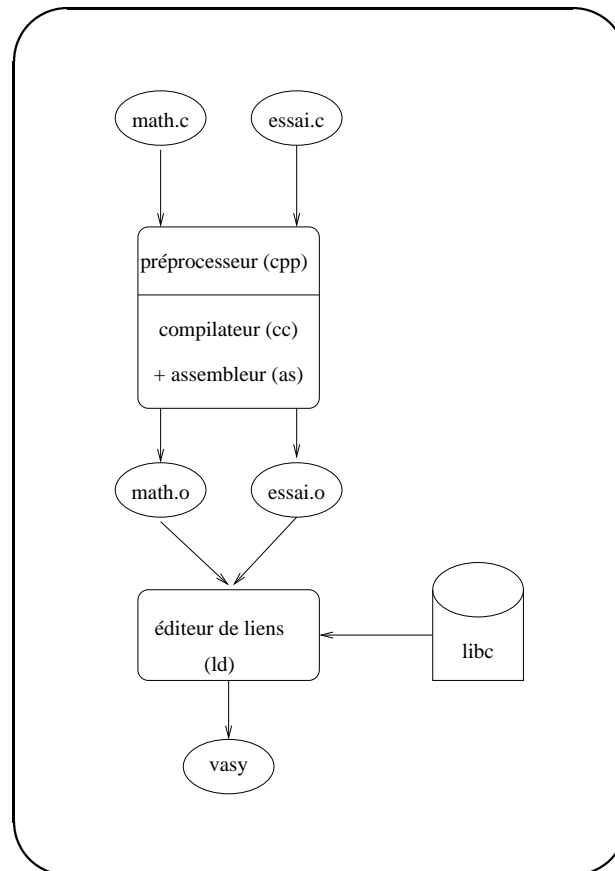 math.c
essai.c
préprocesseur (cpp)
compilateur (cc)
+ assembleur (as)
math.o
essai.o
éditeur de liens
(ld)
libc
vasy